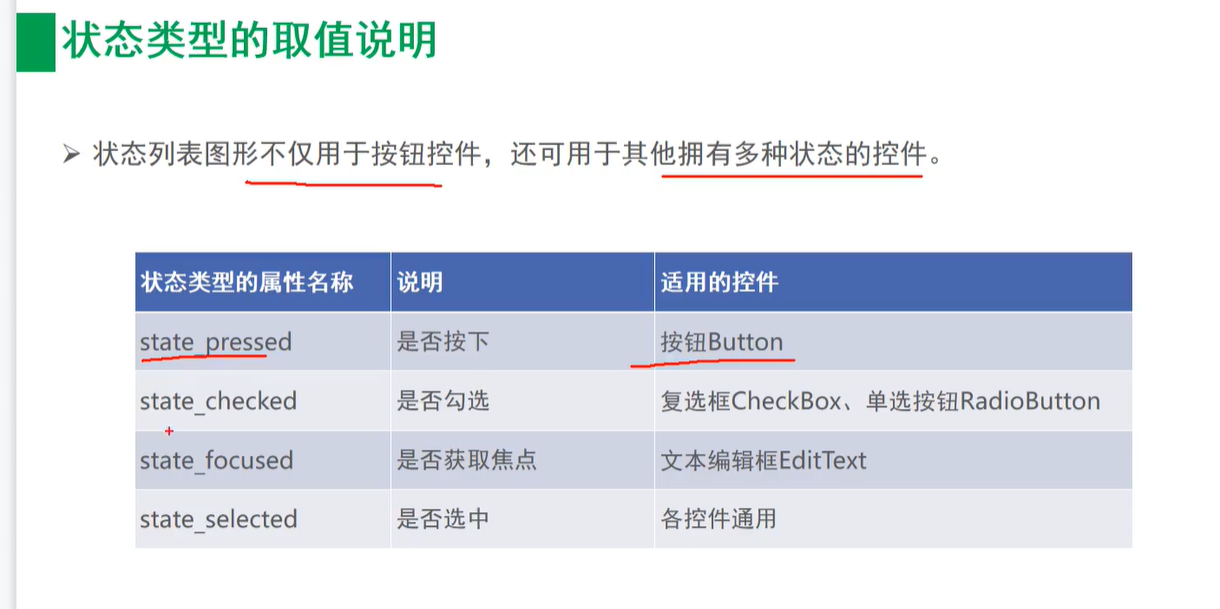 状态类型的取值说明
状态列表图形不仅用于按钮控件，还可用于其他拥有多种状态的控件。
状态类型的属性名称 说明 适用的控件
state_pressed 是否按下 按钮Button
state_checked 是否勾选 复选框CheckBox、单选按钮RadioButton
state_focused 是否获取焦点 文本编辑框EditText
state_selected 是否选中 各控件通用